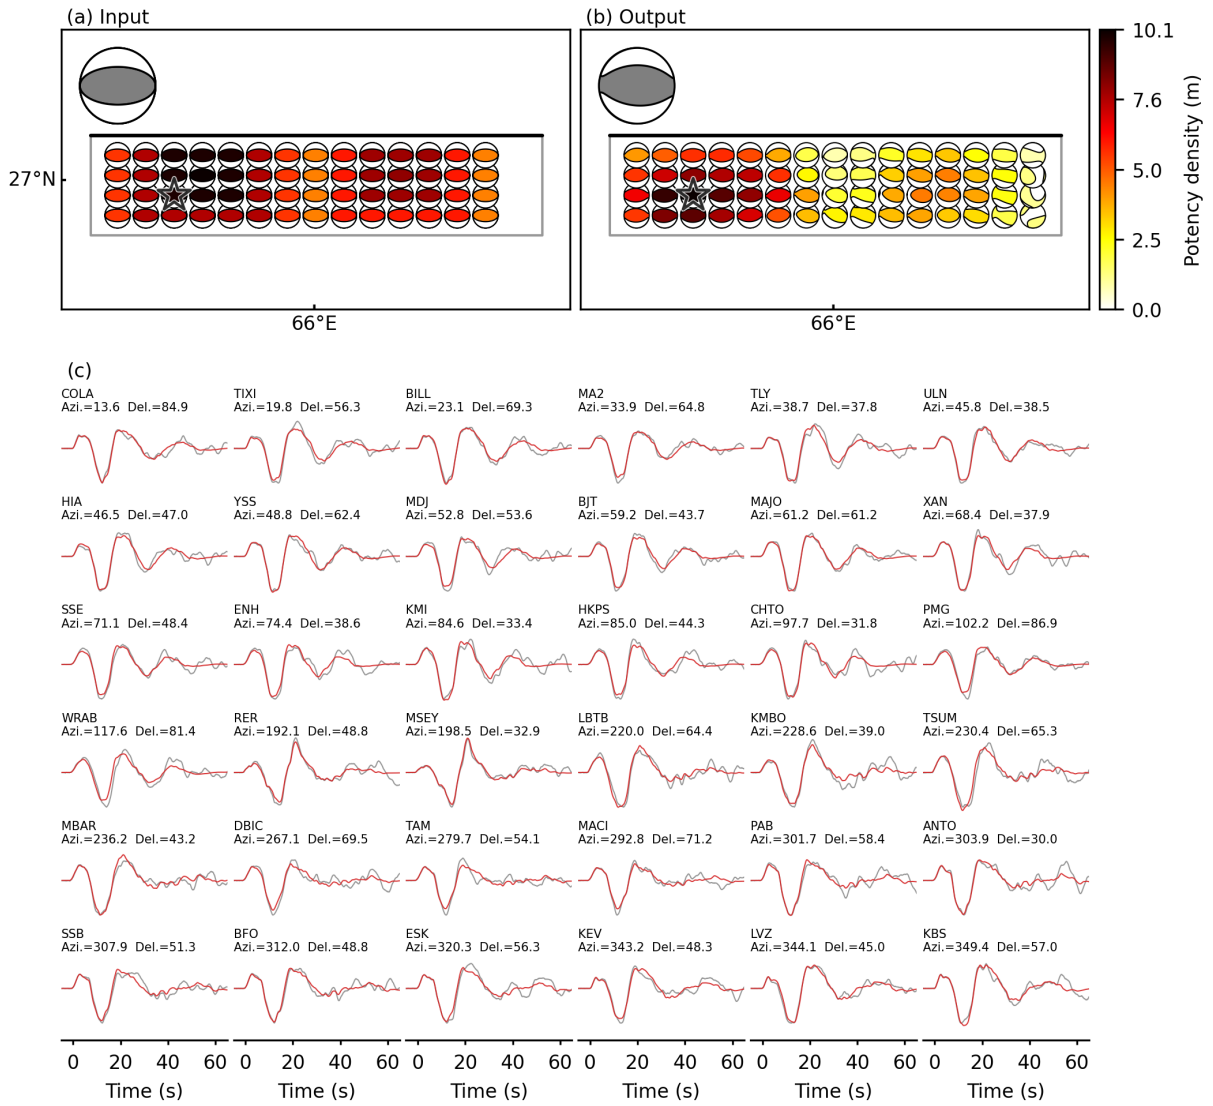 (a) Input
(b) Output
27°N
66°E
66°E
10.1
7.6
5.0
2.5
0.0
Potency density (m)
(c)
COLA
Azi.=13.6 Del.=84.9
TIXI
Azi.=19.8 Del.=56.3
BILL
Azi.=23.1 Del.=69.3
MA2
Azi.=33.9 Del.=64.8
TLY
Azi.=38.7 Del.=37.8
ULN
Azi.=45.8 Del.=38.5
HIA
Azi.=46.5 Del.=47.0
YSS
Azi.=48.8 Del.=62.4
MDJ
Azi.=52.8 Del.=53.6
BJT
Azi.=59.2 Del.=43.7
MAJO
Azi.=61.2 Del.=61.2
XAN
Azi.=68.4 Del.=37.9
SSE
Azi.=71.1 Del.=48.4
ENH
Azi.=74.4 Del.=38.6
KMI
Azi.=84.6 Del.=33.4
HKPS
Azi.=85.0 Del.=44.3
CHTO
Azi.=97.7 Del.=31.8
PMG
Azi.=102.2 Del.=86.9
WRAB
Azi.=117.6 Del.=81.4
RER
Azi.=192.1 Del.=48.8
MSEY
Azi.=198.5 Del.=32.9
LBTB
Azi.=220.0 Del.=64.4
KMBO
Azi.=228.6 Del.=39.0
TSUM
Azi.=230.4 Del.=65.3
MBAR
Azi.=236.2 Del.=43.2
DBIC
Azi.=267.1 Del.=69.5
TAM
Azi.=279.7 Del.=54.1
MACI
Azi.=292.8 Del.=71.2
PAB
Azi.=301.7 Del.=58.4
ANTO
Azi.=303.9 Del.=30.0
SSB
Azi.=307.9 Del.=51.3
BFO
Azi.=312.0 Del.=48.8
ESK
Azi.=320.3 Del.=56.3
KEV
Azi.=343.2 Del.=48.3
LVZ
Azi.=344.1 Del.=45.0
KBS
Azi.=349.4 Del.=57.0
0 20 40 60
0 20 40 60
0 20 40 60
0 20 40 60
0 20 40 60
0 20 40 60
Time (s)
Time (s)
Time (s)
Time (s)
Time (s)
Time (s)